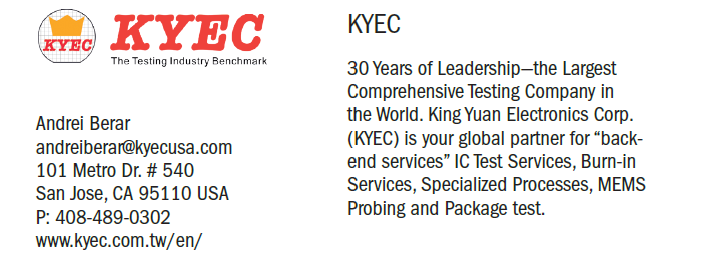 KYEC
KYEC
The Testing Industry Benchmark
Andrei Berar
andreiberar@kyecusa.com
101 Metro Dr. # 540
San Jose, CA 95110 USA
P: 408-489-0302
www.kyec.com.tw/en/
KYEC
30 Years of Leadership—the Largest
Comprehensive Testing Company in
the World. King Yuan Electronics Corp.
(KYEC) is your global partner for “back-
end services” IC Test Services, Burn-in
Services, Specialized Processes, MEMS
Probing and Package test.